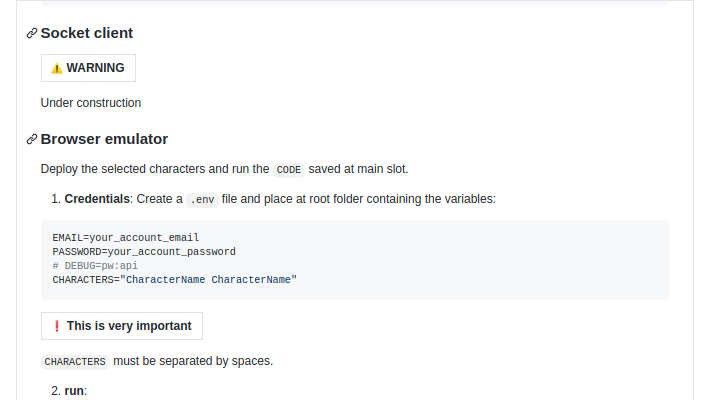 Socket client
⚠️ WARNING
Under construction
Browser emulator
Deploy the selected characters and run the CODE saved at main slot.
1. Credentials: Create a .env file and place at root folder containing the variables:
EMAIL=your_account_email
PASSWORD=your_account_password
# DEBUG=pw:api
CHARACTERS="CharacterName CharacterName"
❗ This is very important
CHARACTERS must be separated by spaces.
2. run: